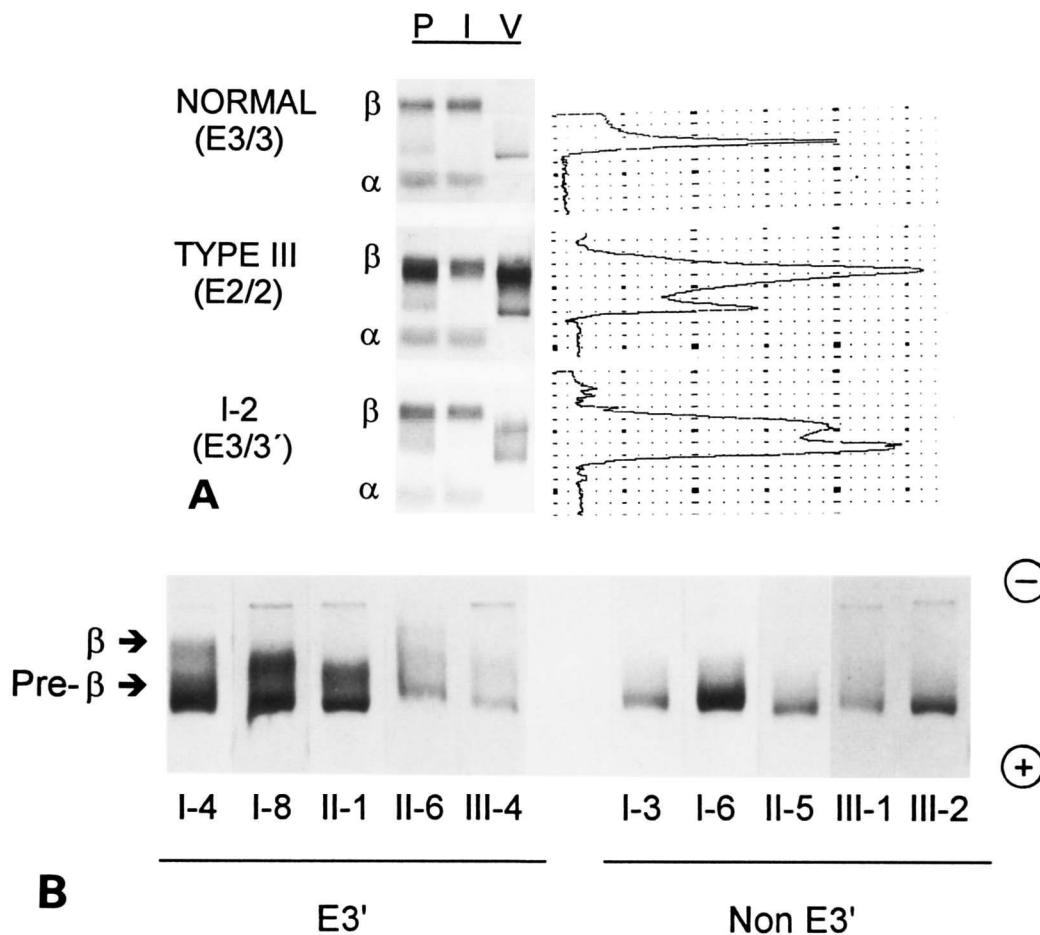 P I V
NORMAL
(E3/3)
β
α
TYPE III
(E2/2)
β
α
I-2
(E3/3´)
β
α
A
β →
Pre-β →
−
+
I-4 I-8 II-1 II-6 III-4 I-3 I-6 II-5 III-1 III-2
E3' Non E3'
B